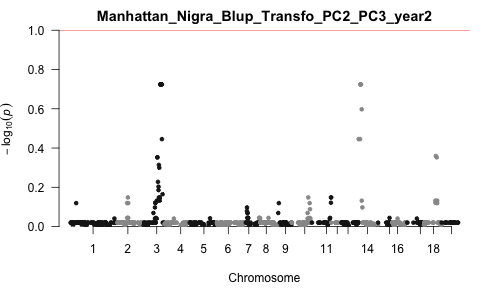 Manhattan_Nigra_Blup_Transfo_PC2_PC3_year2
1.0
0.8
0.6
0.4
0.2
0.0
− log10(p)
1 2 3 4 5 6 7 8 9 11 14 16 18
Chromosome